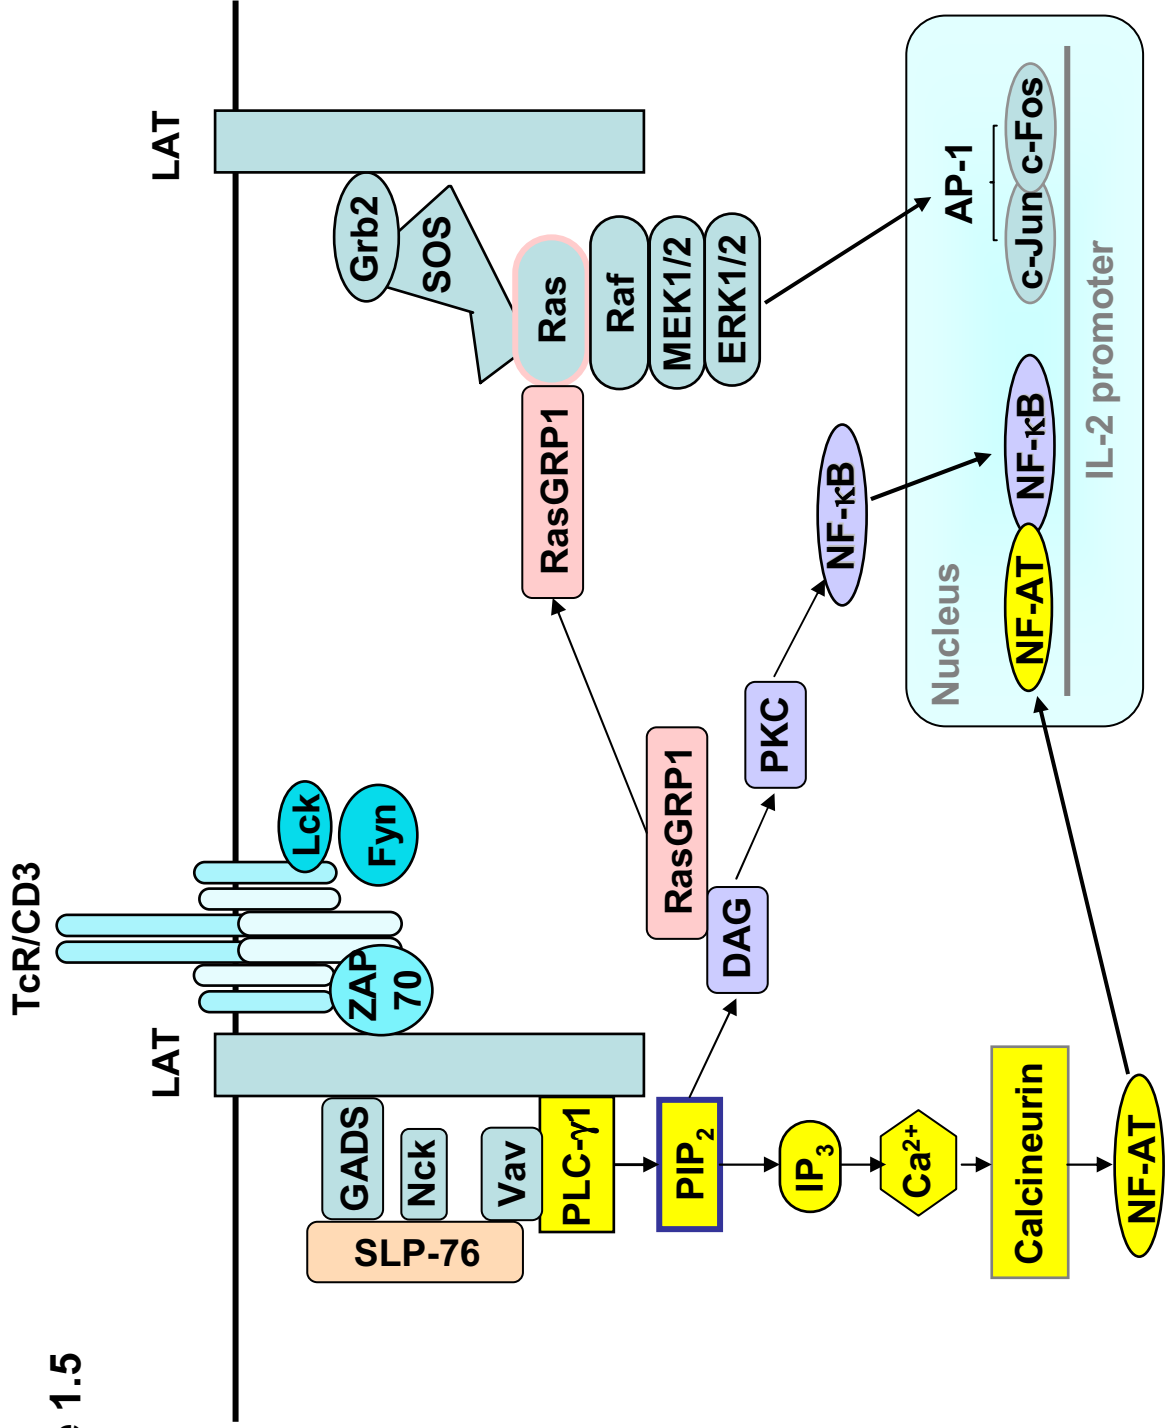 1.5
TcR/CD3
LAT
LAT
Lck
Fyn
ZAP
70
GADS
Nck
Vav
SLP-76
PLC-γ1
Grb2
SOS
Ras
RasGRP1
Raf
MEK1/2
ERK1/2
PIP2
RasGRP1
DAG
PKC
NF-κB
IP3
Ca2+
Calcineurin
NF-AT
Nucleus
AP-1
NF-AT
NF-κB
c-Jun
c-Fos
IL-2 promoter